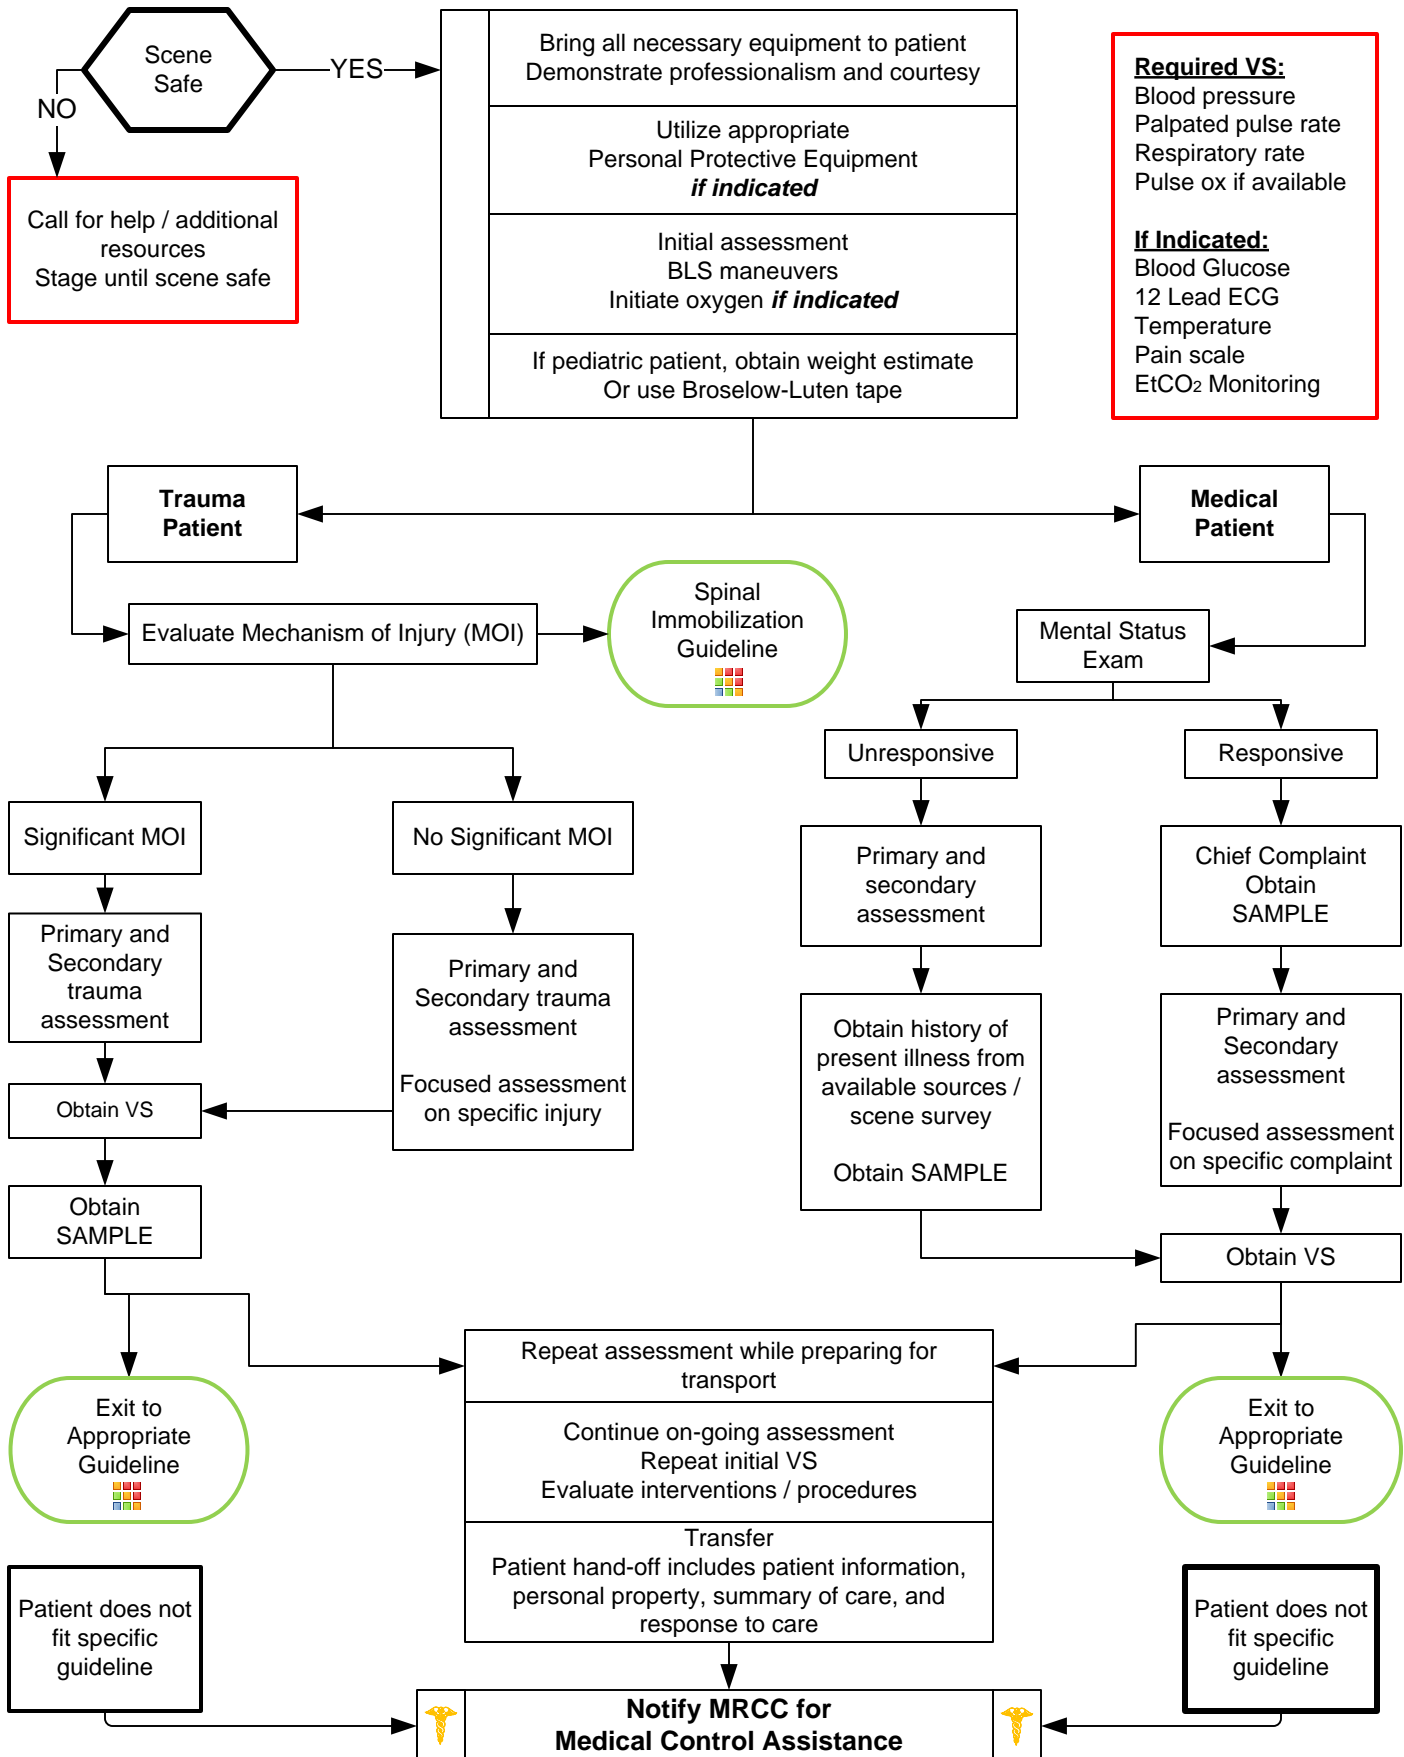 Scene
Safe
YES
NO
Call for help / additional
resources
Stage until scene safe
Bring all necessary equipment to patient
Demonstrate professionalism and courtesy
Utilize appropriate
Personal Protective Equipment
if indicated
Initial assessment
BLS maneuvers
Initiate oxygen if indicated
If pediatric patient, obtain weight estimate
Or use Broselow-Luten tape
Required VS:
Blood pressure
Palpated pulse rate
Respiratory rate
Pulse ox if available
If Indicated:
Blood Glucose
12 Lead ECG
Temperature
Pain scale
EtCO2 Monitoring
Trauma
Patient
Medical
Patient
Evaluate Mechanism of Injury (MOI)
Spinal
Immobilization
Guideline
Mental Status
Exam
Unresponsive
Responsive
Significant MOI
No Significant MOI
Primary and
secondary
assessment
Chief Complaint
Obtain
SAMPLE
Primary and
Secondary
trauma
assessment
Primary and
Secondary trauma
assessment
Focused assessment
on specific injury
Obtain history of
present illness from
available sources /
scene survey
Obtain SAMPLE
Primary and
Secondary
assessment
Focused assessment
on specific complaint
Obtain VS
Obtain
SAMPLE
Obtain VS
Repeat assessment while preparing for
transport
Continue on-going assessment
Repeat initial VS
Evaluate interventions / procedures
Transfer
Patient hand-off includes patient information,
personal property, summary of care, and
response to care
Exit to
Appropriate
Guideline
Exit to
Appropriate
Guideline
Patient does not
fit specific
guideline
Patient does not
fit specific
guideline
Notify MRCC for
Medical Control Assistance